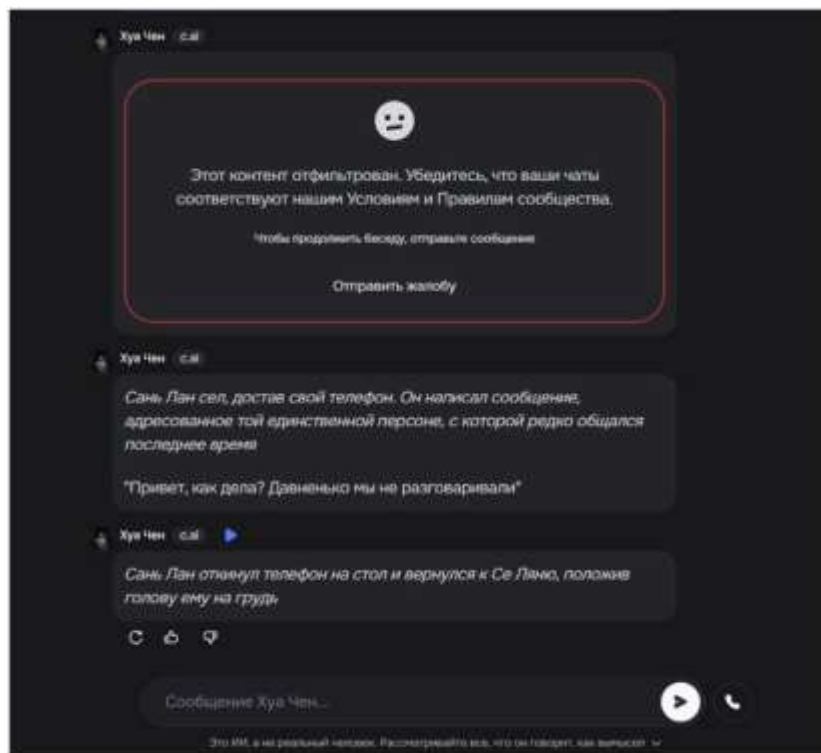 Хуа Чен c.ai
Этот контент отфильтрован. Убедитесь, что ваши чаты
соответствуют нашим Условиям и Правилам сообщества.
Чтобы продолжить беседу, отправьте сообщение
Отправить жалобу
Хуа Чен c.ai
Сань Лан сел, достав свой телефон. Он написал сообщение,
адресованное той единственной персоне, с которой редко общался
последнее время
"Привет, как дела? Давненько мы не разговаривали"
Хуа Чен c.ai
Сань Лан откинул телефон на стол и вернулся к Се Ляню, положив
голову ему на грудь
Сообщение Хуа Чен...
Это ИИ, а не реальный человек. Рассматривайте все, что он говорит, как вымысел